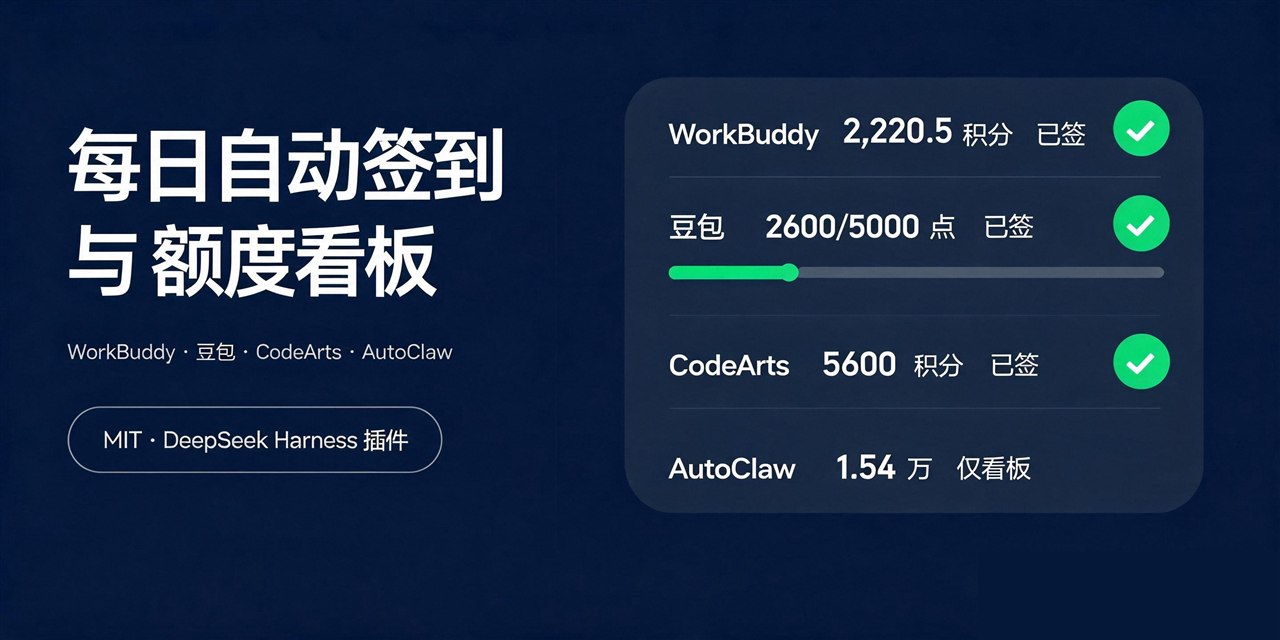 每日自动签到
与 额度看板
WorkBuddy · 豆包 · CodeArts · AutoClaw
MIT · DeepSeek Harness 插件
WorkBuddy 2,220.5 积分 已签
豆包 2600/5000 点 已签
CodeArts 5600 积分 已签
AutoClaw 1.54 万 仅看板